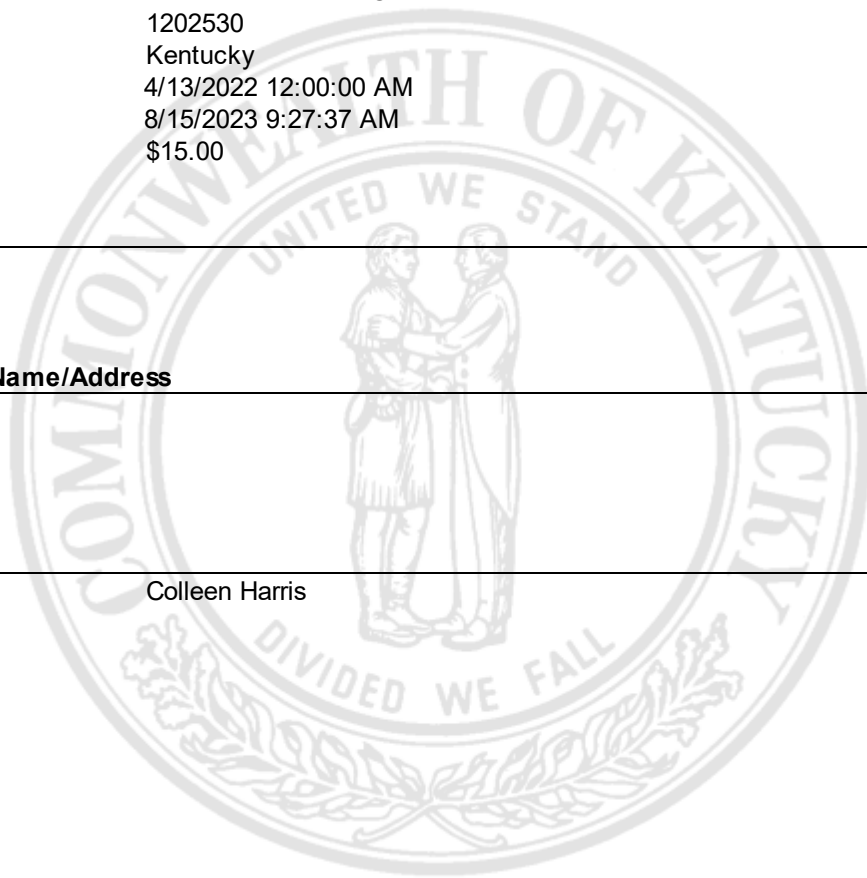 1202530
Kentucky
4/13/2022 12:00:00 AM
8/15/2023 9:27:37 AM
$15.00
COMMONWEALTH OF KENTUCKY
UNITED WE STAND
Name/Address
Colleen Harris
DIVIDED WE FALL